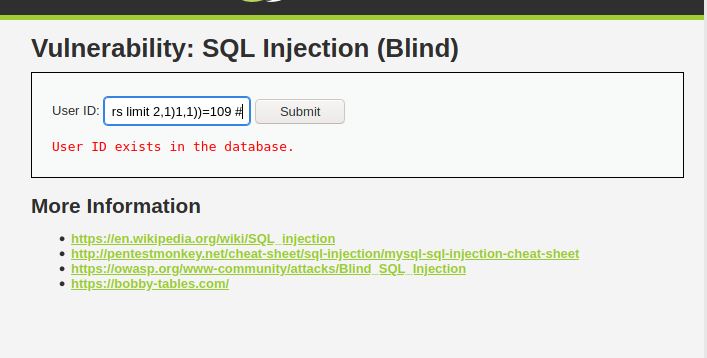 Vulnerability: SQL Injection (Blind)
User ID: rs limit 2,1)1,1))=109 # Submit
User ID exists in the database.
More Information
https://en.wikipedia.org/wiki/SQL_injection
http://pentestmonkey.net/cheat-sheet/sql-injection/mysql-sql-injection-cheat-sheet
https://owasp.org/www-community/attacks/Blind_SQL_Injection
https://bobby-tables.com/